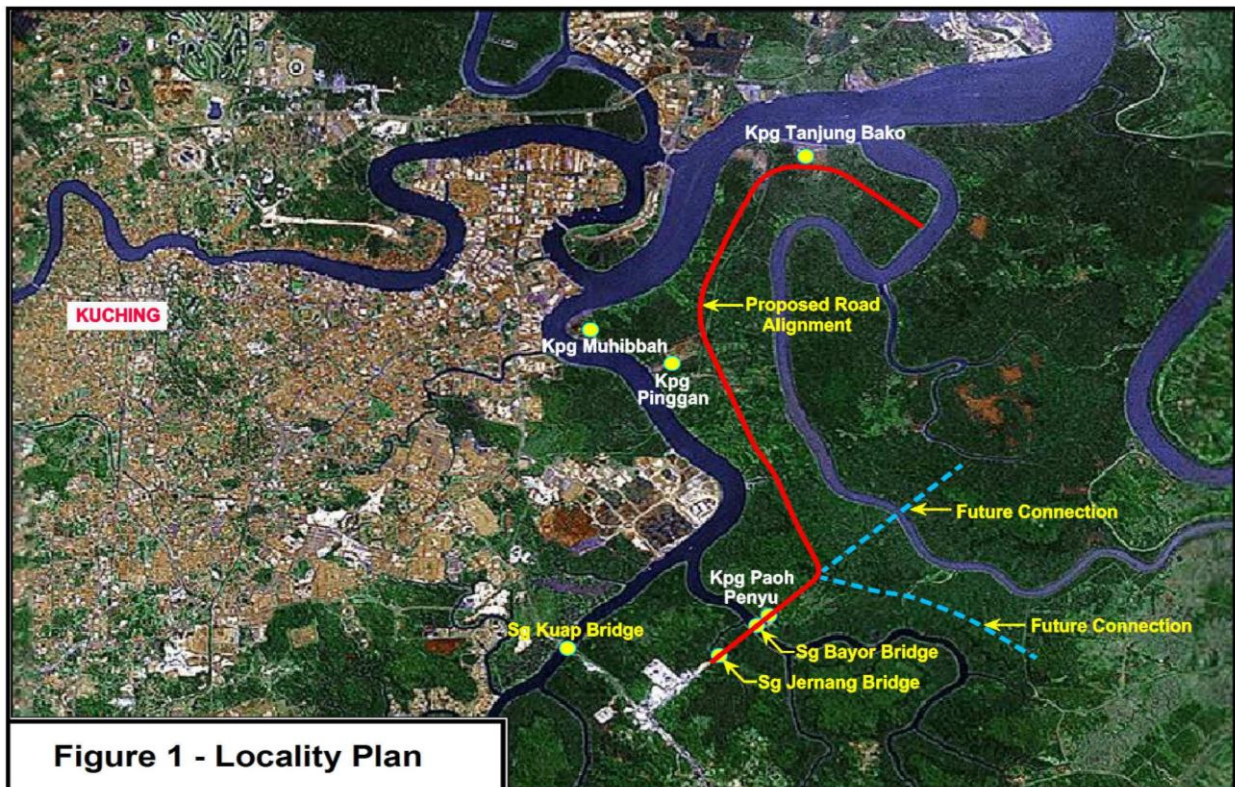 Kpg Tanjung Bako
Proposed Road
Alignment
KUCHING
Kpg Muhibbah
Kpg
Pinggan
Future Connection
Kpg Paoh
Penyu
Sg Kuap Bridge
Future Connection
Sg Bayor Bridge
Sg Jernang Bridge
Figure 1 - Locality Plan